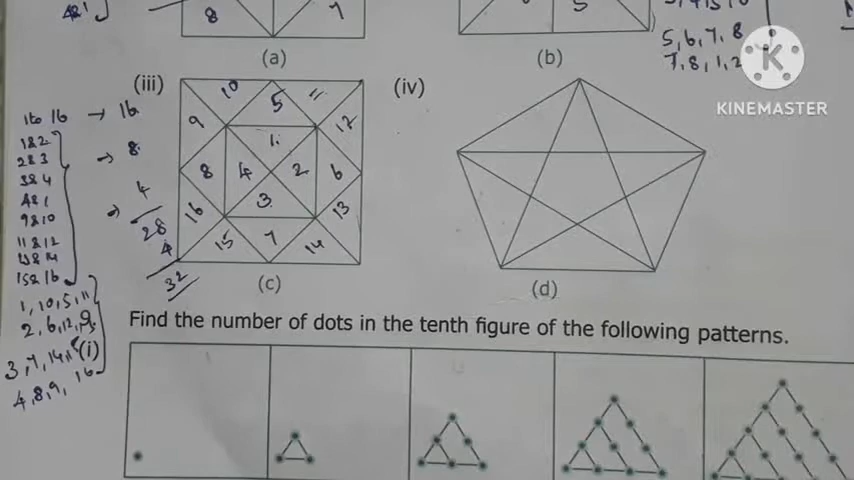 4&1
8
7
5
5, 6, 7, 8
7, 8, 1, 2
KINEMASTER
(a)
(b)
(iii)
(iv)
10
5
11
9
12
1
8
4
2
6
3
16
13
15
7
14
1 to 16 → 16
1&2
2&3
3&4
4&1
9&10
11&12
13&14
15&16
→ 8
→ 4
28
4
32
1, 10, 5, 11
2, 6, 12,
3, 7, 14,
4, 8, 9, 16
(c)
(d)
Find the number of dots in the tenth figure of the following patterns.
(i)